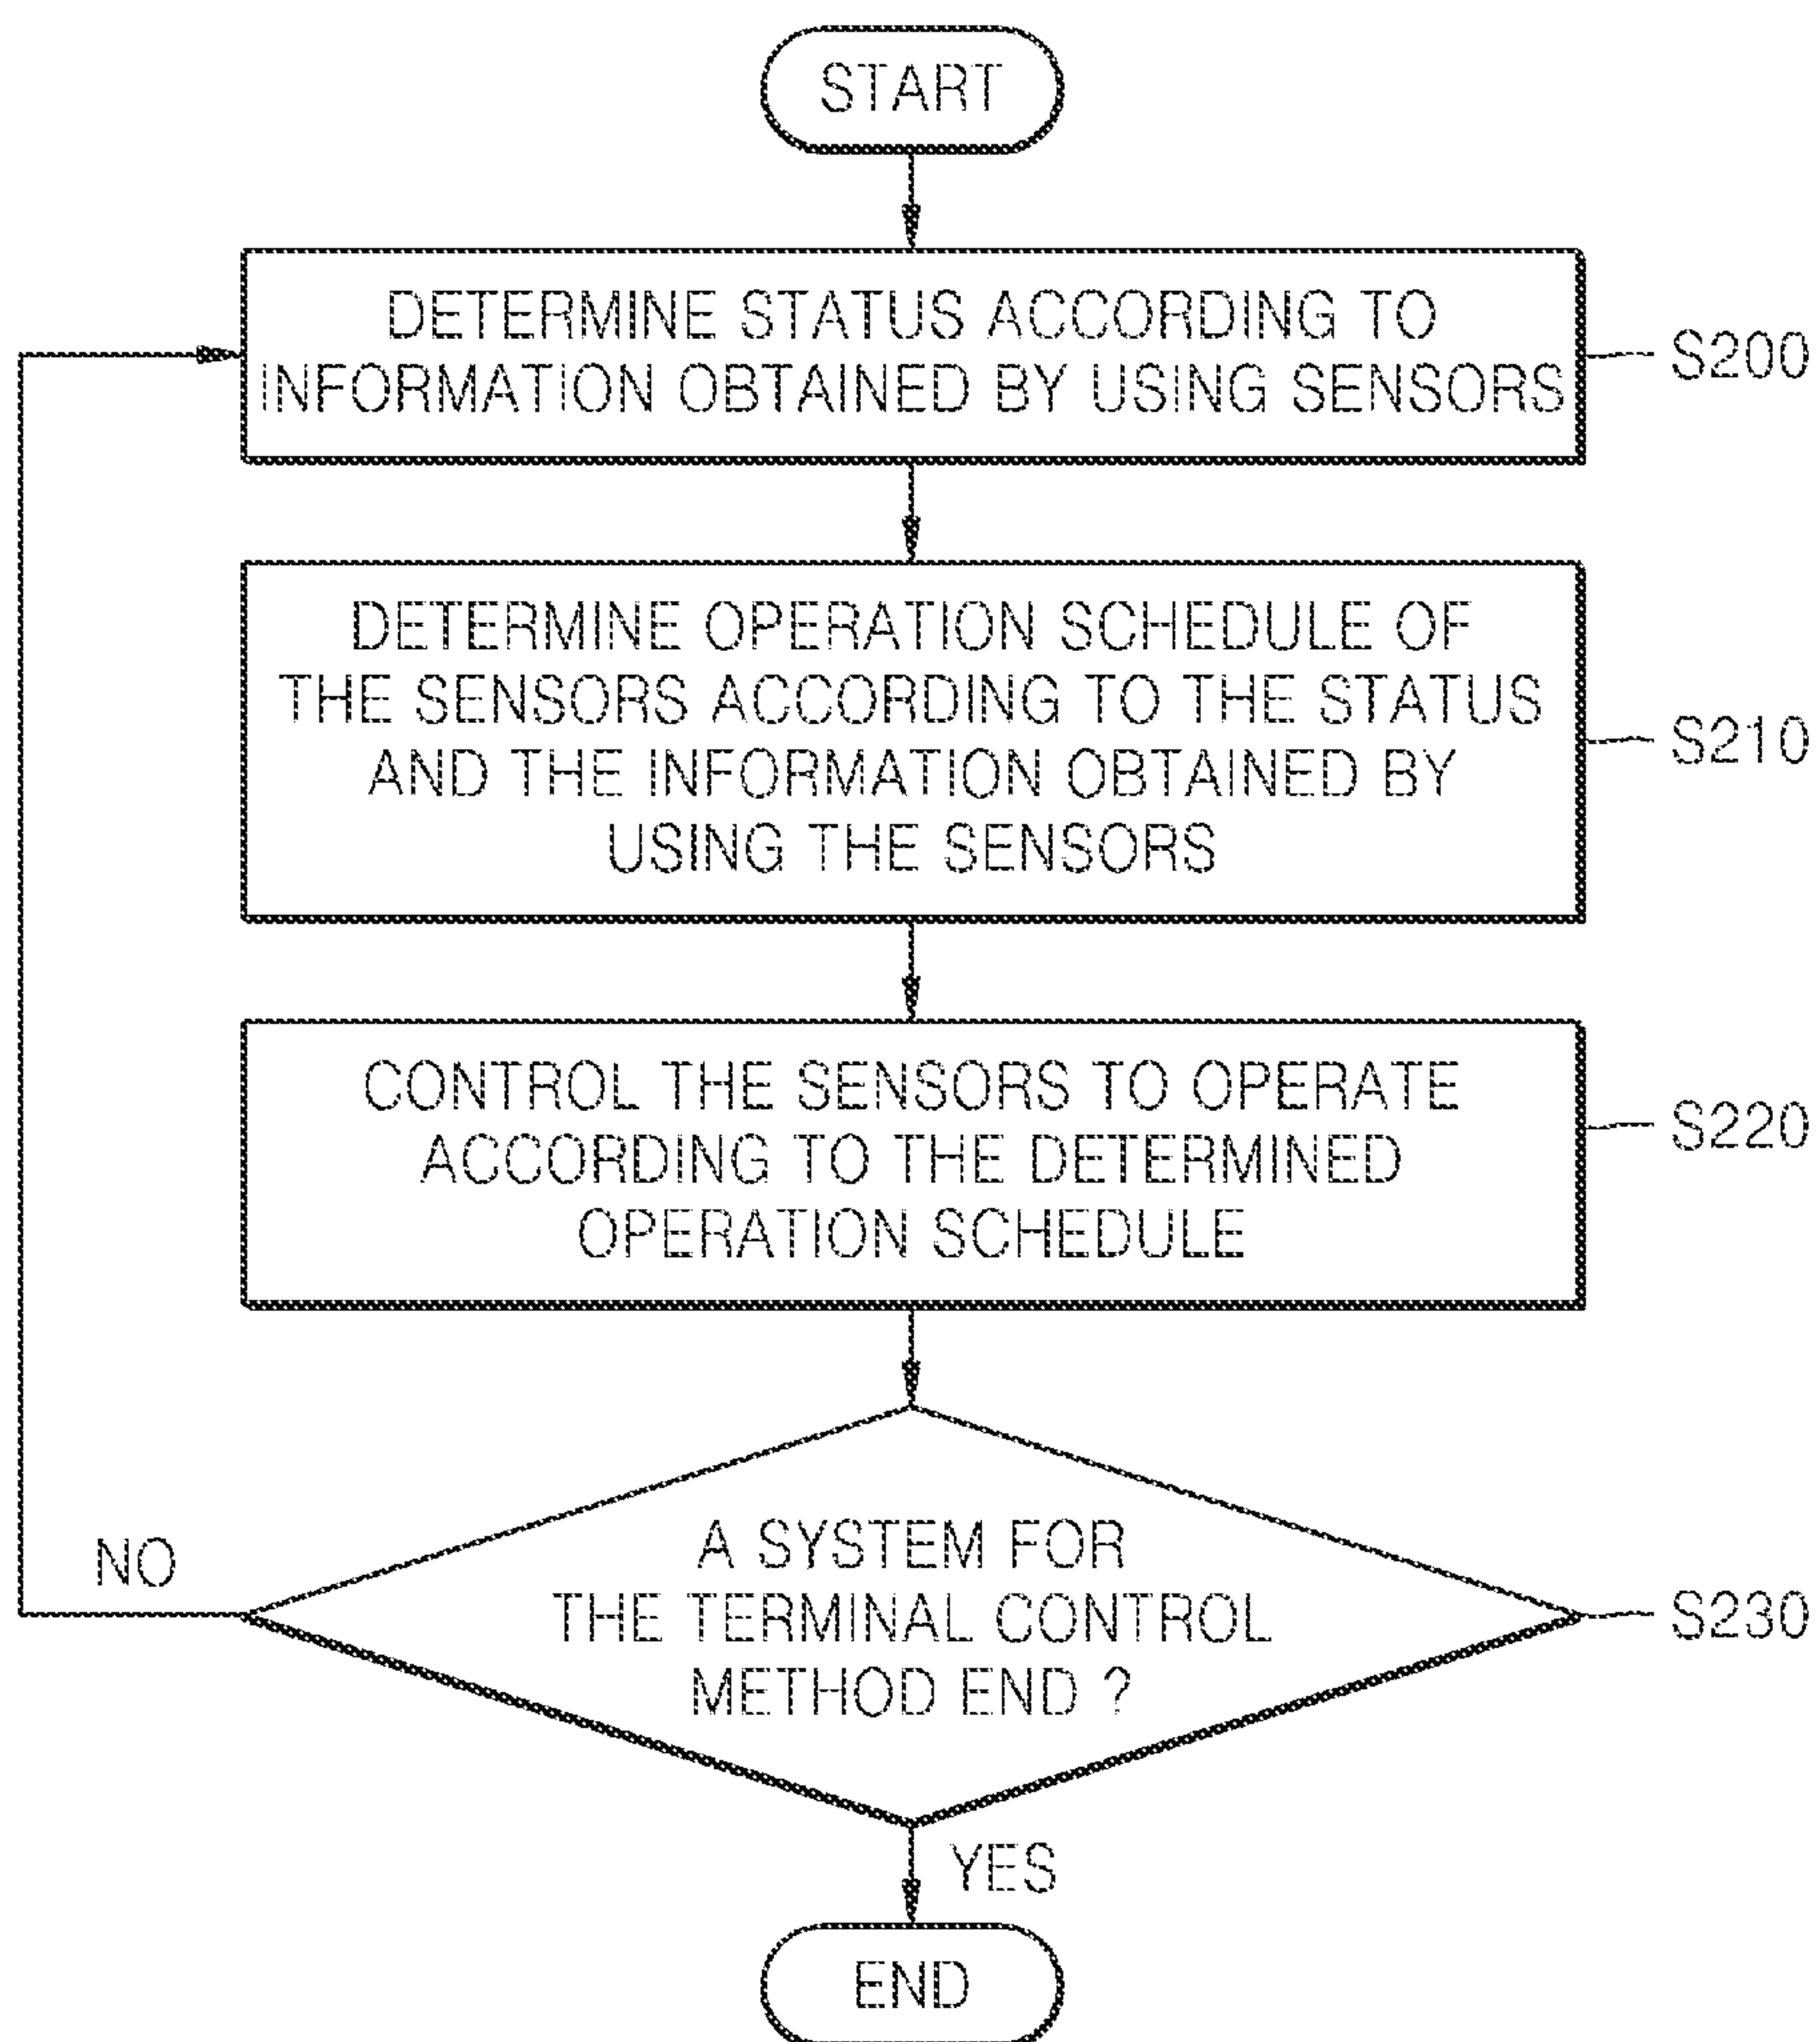 START
DETERMINE STATUS ACCORDING TO
INFORMATION OBTAINED BY USING SENSORS
S200
DETERMINE OPERATION SCHEDULE OF
THE SENSORS ACCORDING TO THE STATUS
AND THE INFORMATION OBTAINED BY
USING THE SENSORS
S210
CONTROL THE SENSORS TO OPERATE
ACCORDING TO THE DETERMINED
OPERATION SCHEDULE
S220
A SYSTEM FOR
THE TERMINAL CONTROL
METHOD END ?
S230
NO
YES
END